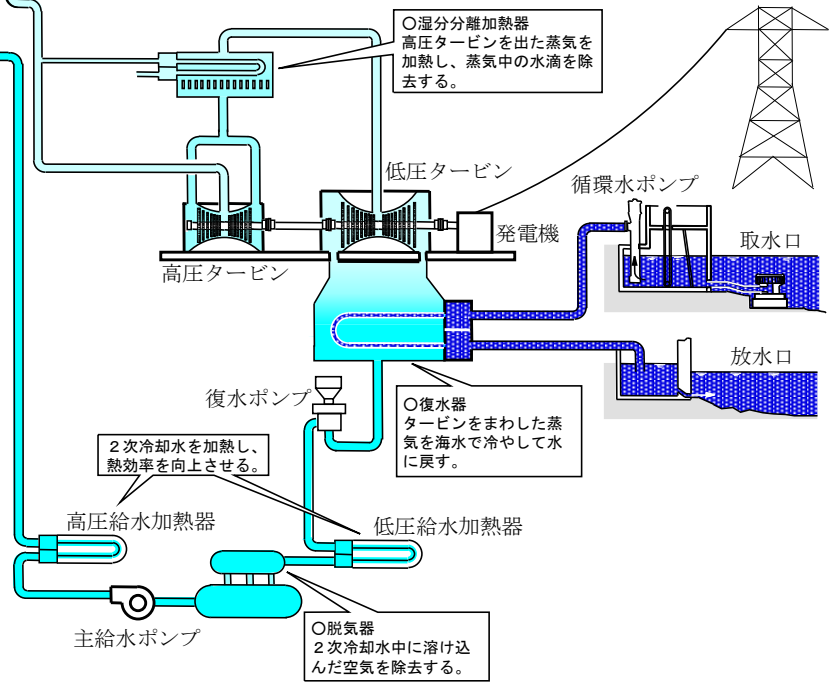 〇湿分分離加熱器
高圧タービンを出た蒸気を
加熱し、蒸気中の水滴を除
去する。
低圧タービン
循環水ポンプ
発電機
取水口
高圧タービン
放水口
復水ポンプ
〇復水器
タービンをまわした蒸
気を海水で冷やして水
に戻す。
２次冷却水を加熱し、
熱効率を向上させる。
高圧給水加熱器
低圧給水加熱器
主給水ポンプ
〇脱気器
２次冷却水中に溶け込
んだ空気を除去する。